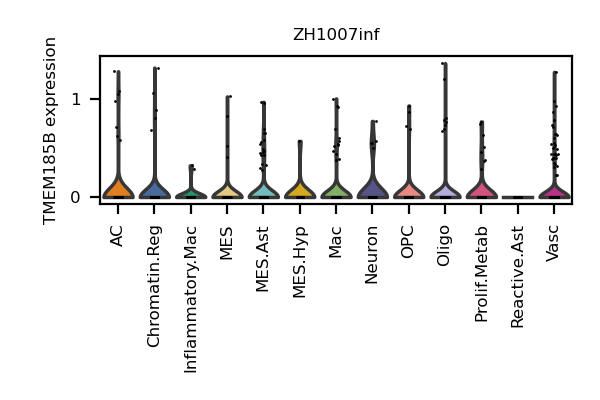 ZH1007inf
TMEM185B expression
1
0
AC
Chromatin.Reg
Inflammatory.Mac
MES
MES.Ast
MES.Hyp
Mac
Neuron
OPC
Oligo
Prolif.Metab
Reactive.Ast
Vasc